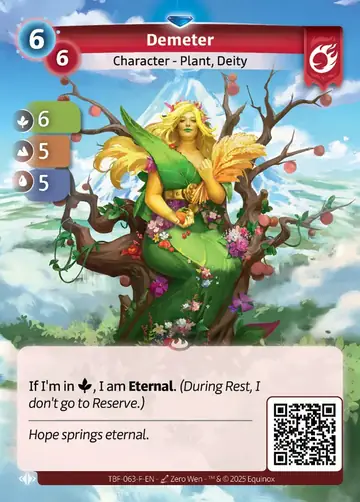 6
6
Demeter
Character - Plant, Deity
6
5
5
If I'm in , I am Eternal. (During Rest, I
don't go to Reserve.)
Hope springs eternal.
TBF-063-F-EN - Zero Wen - ™ & © 2025 Equinox